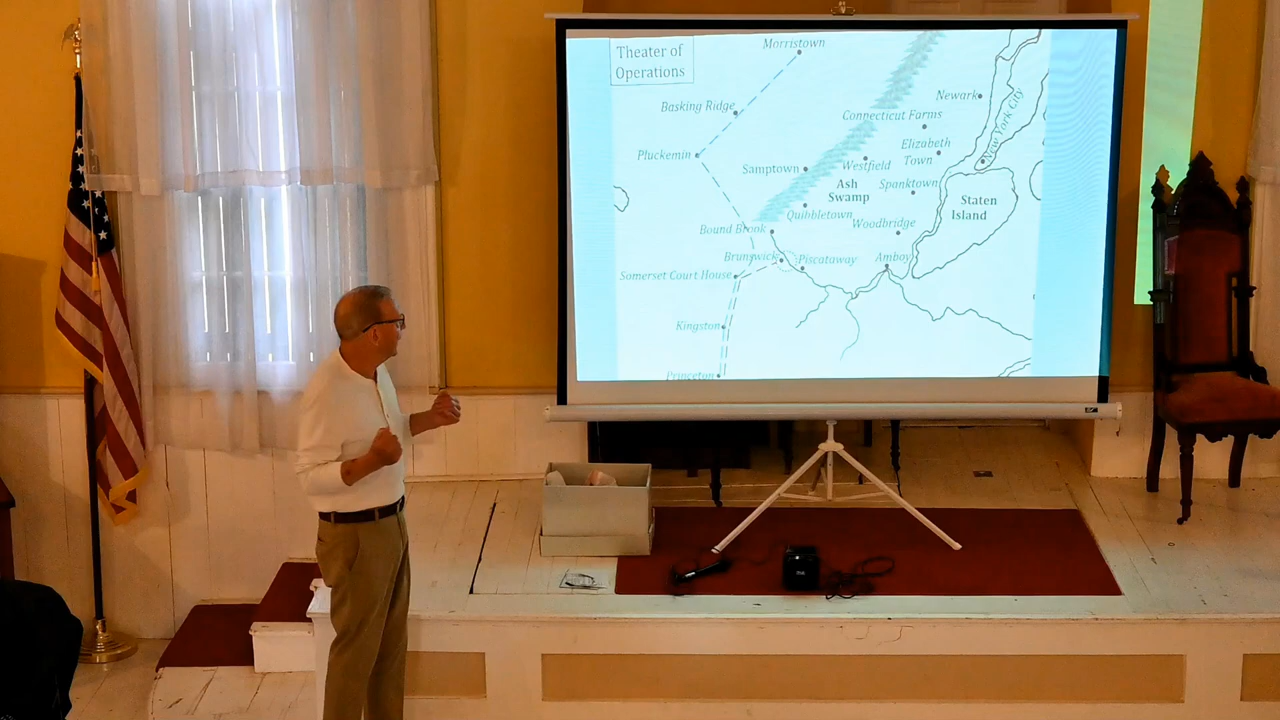 Theater of
Operations
Morristown
Basking Ridge
Newark
Connecticut Farms
New York City
Pluckemin
Elizabeth
Town
Westfield
Samptown
Ash
Swamp
Spanktown
Staten
Island
Quibbletown
Woodbridge
Bound Brook
Brunswick
Piscataway
Amboy
Somerset Court House
Kingston
Princeton